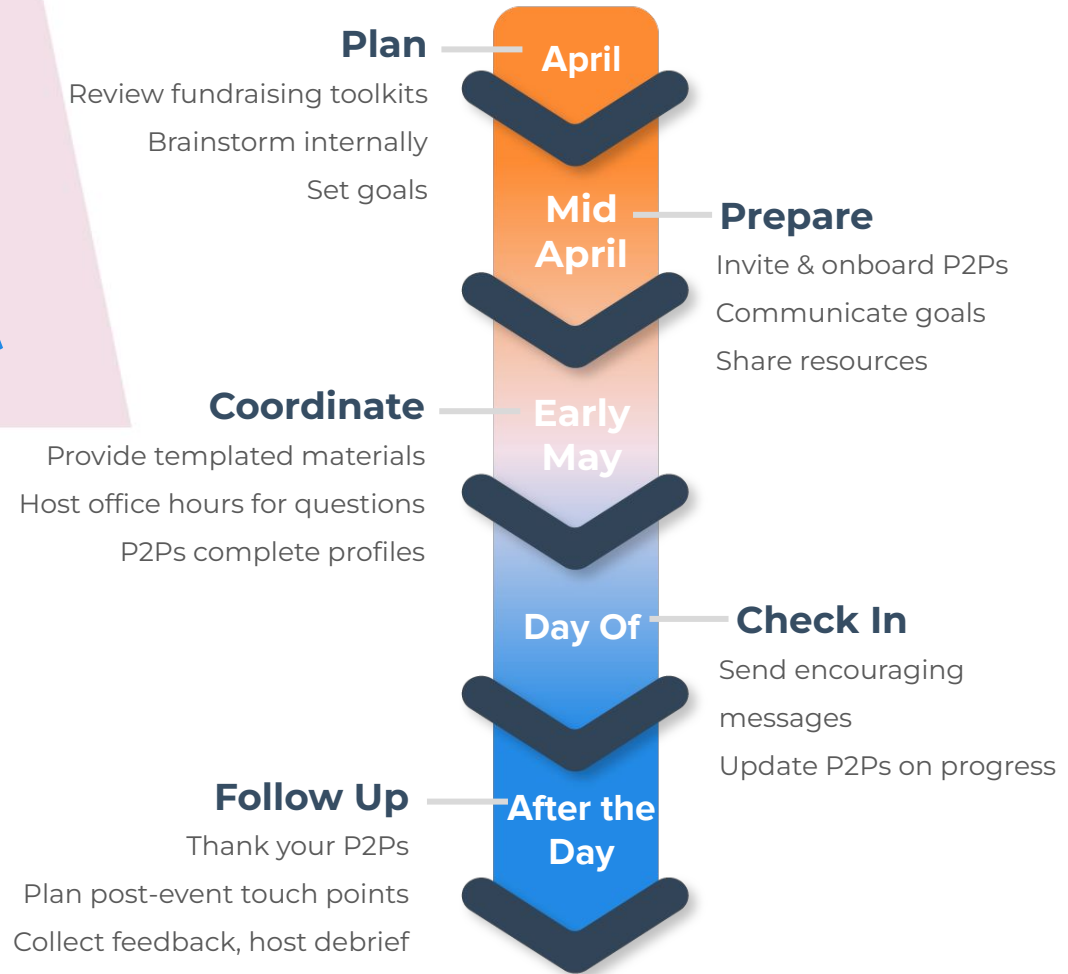 Plan
April
Review fundraising toolkits
Brainstorm internally
Set goals
Mid
April
Prepare
Invite & onboard P2Ps
Communicate goals
Share resources
Coordinate
Early
May
Provide templated materials
Host office hours for questions
P2Ps complete profiles
Day Of
Check In
Send encouraging
messages
Update P2Ps on progress
Follow Up
After the
Day
Thank your P2Ps
Plan post-event touch points
Collect feedback, host debrief